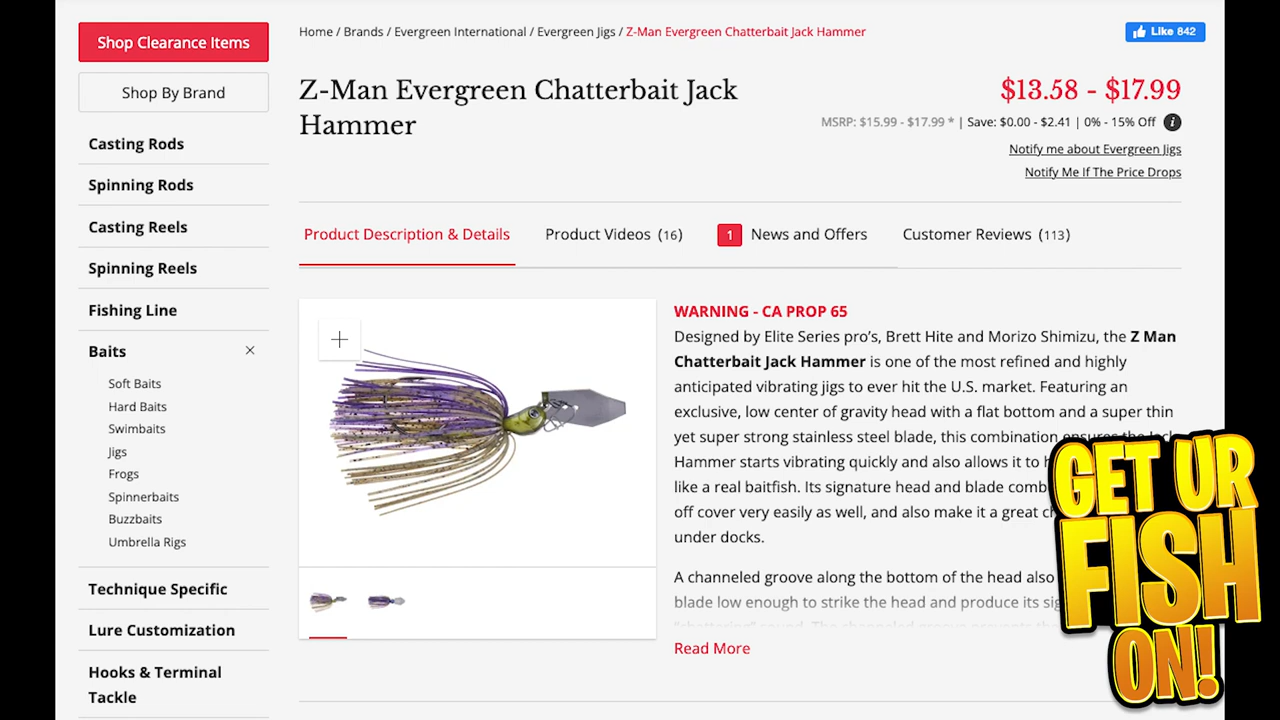 Shop Clearance Items
Shop By Brand
Casting Rods
Spinning Rods
Casting Reels
Spinning Reels
Fishing Line
Baits
Soft Baits
Hard Baits
Swimbaits
Jigs
Frogs
Spinnerbaits
Buzzbaits
Umbrella Rigs
Technique Specific
Lure Customization
Hooks & Terminal
Tackle
Home / Brands / Evergreen International / Evergreen Jigs / Z-Man Evergreen Chatterbait Jack Hammer
Like 842
Z-Man Evergreen Chatterbait Jack
Hammer
$13.58 - $17.99
MSRP: $15.99 - $17.99 * | Save: $0.00 - $2.41 | 0% - 15% Off i
Notify me about Evergreen Jigs
Notify Me If The Price Drops
Product Description & Details
Product Videos (16)
1 News and Offers
Customer Reviews (113)
WARNING - CA PROP 65
Designed by Elite Series pro's, Brett Hite and Morizo Shimizu, the Z Man
Chatterbait Jack Hammer is one of the most refined and highly
anticipated vibrating jigs to ever hit the U.S. market. Featuring an
exclusive, low center of gravity head with a flat bottom and a super thin
yet super strong stainless steel blade, this combination ensures the Jack
Hammer starts vibrating quickly and also allows it to
like a real baitfish. Its signature head and blade comb
off cover very easily as well, and also make it a great
under docks.
A channeled groove along the bottom of the head also
blade low enough to strike the head and produce its
"chattering" sound. The channeled groove prevents
Read More
GET UR
FISH
ON!